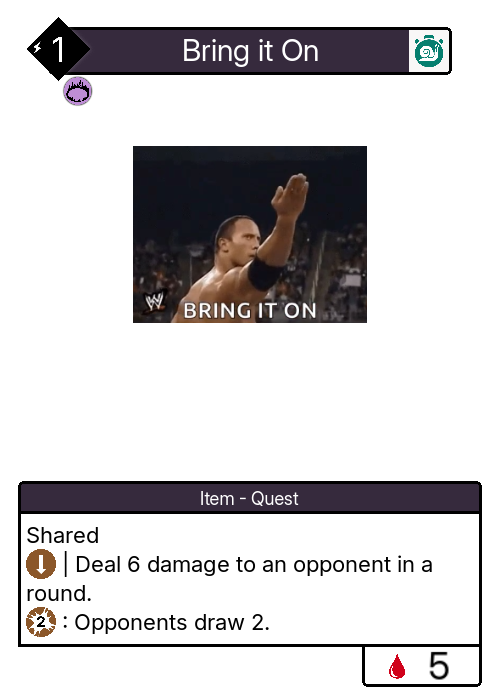 1
Bring it On
W
BRING IT ON
Item - Quest
Shared
| Deal 6 damage to an opponent in a
round.
2 : Opponents draw 2.
5